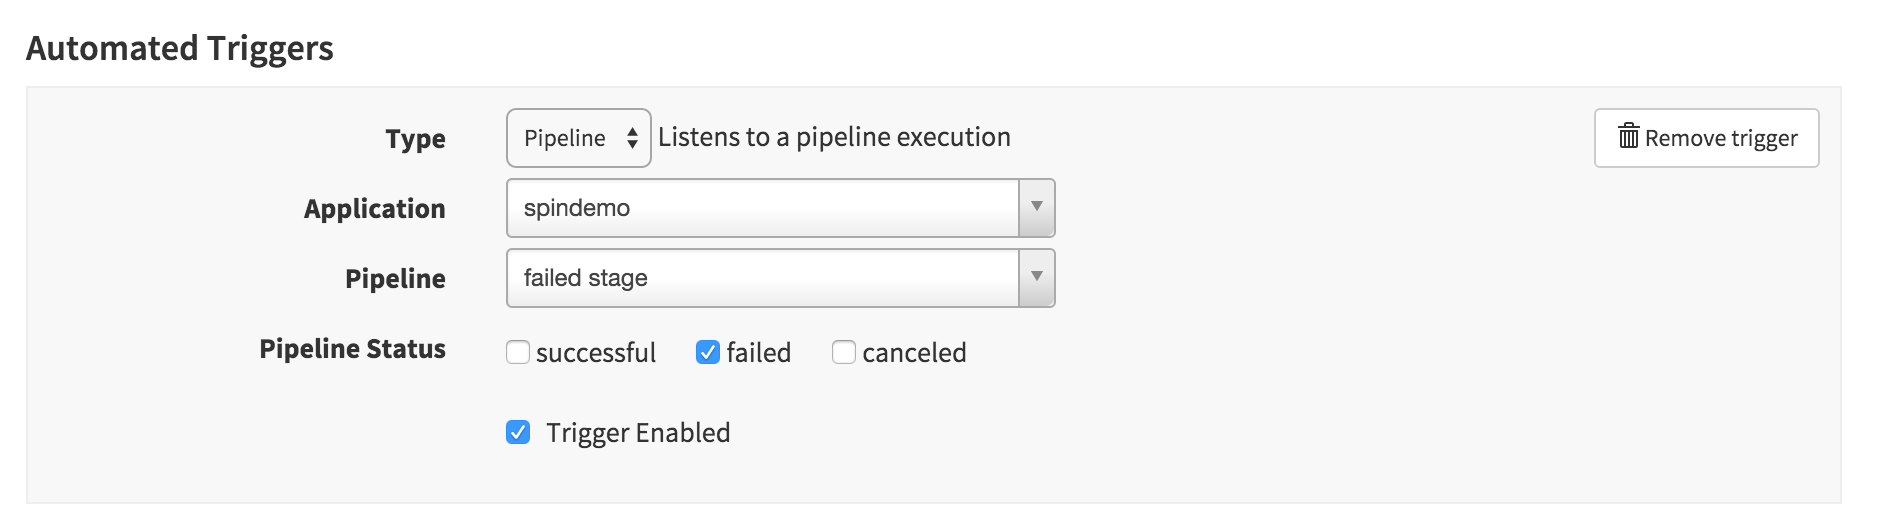 Automated Triggers
Type Pipeline Listens to a pipeline execution Remove trigger
Application spindemo
Pipeline failed stage
Pipeline Status successful failed canceled
Trigger Enabled